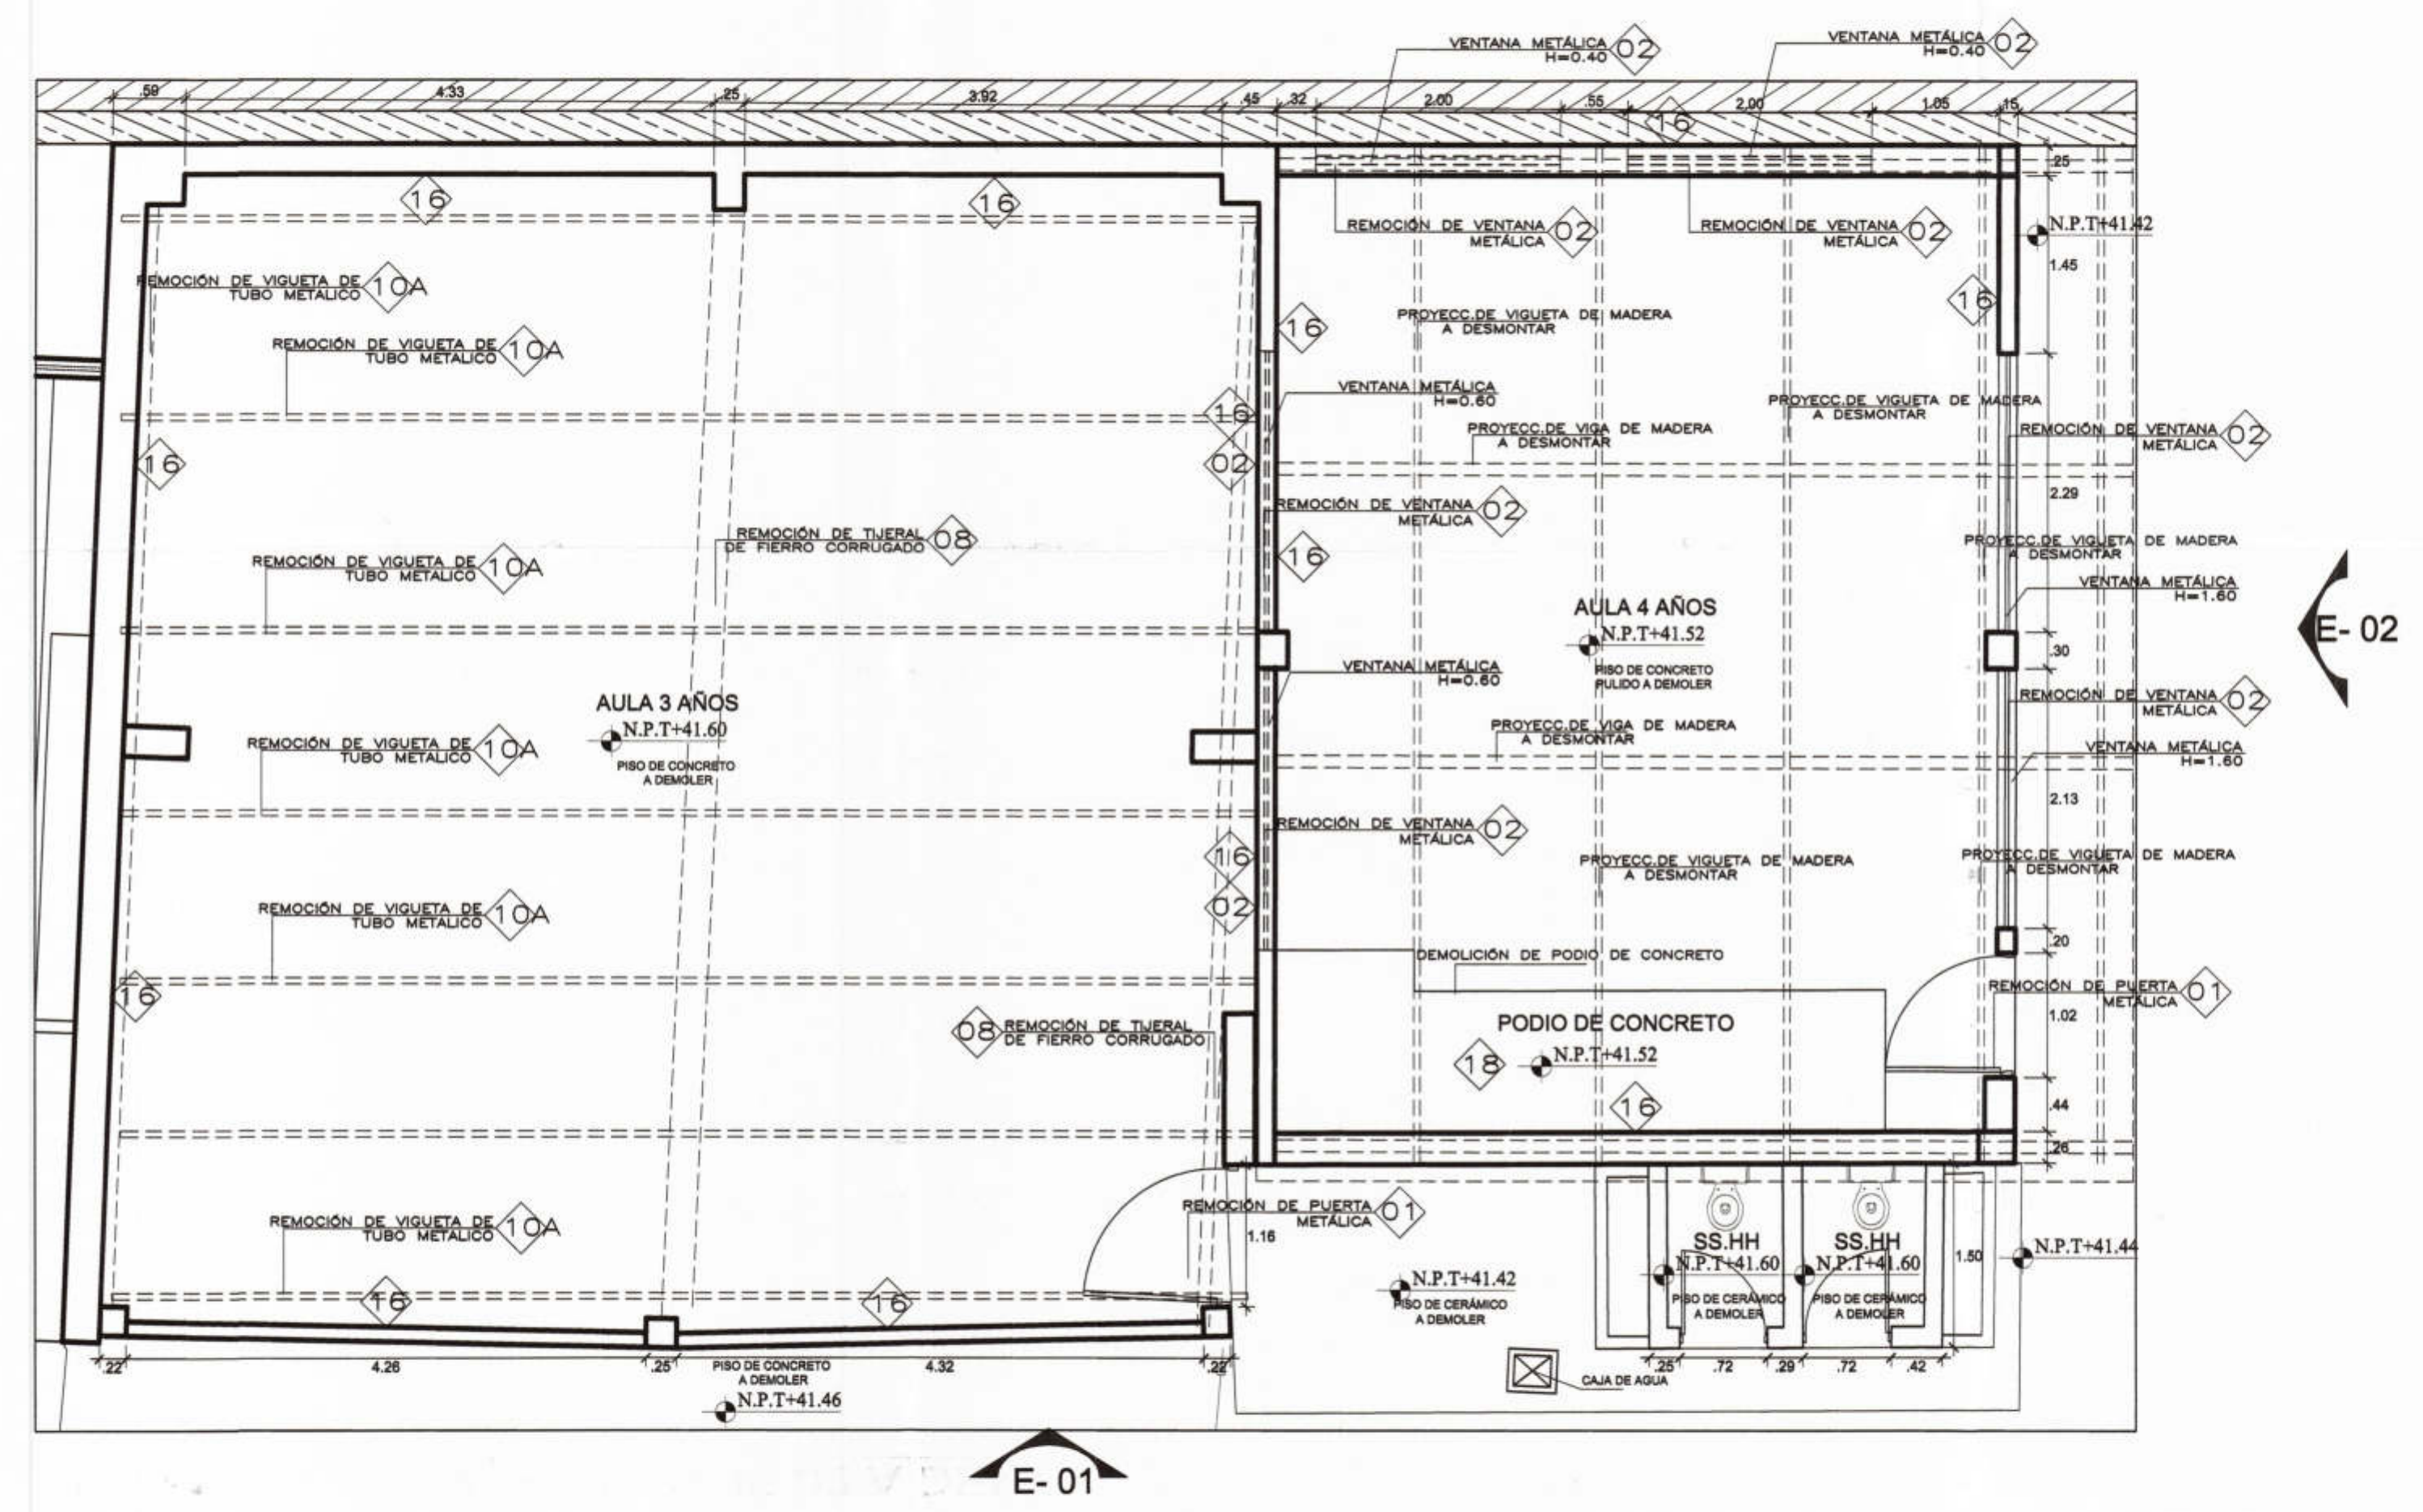 VENTANA METÁLICA 02
H=0.40
VENTANA METÁLICA 02
H=0.40
.59 4.33 .25 3.92 .45 .32 2.00 .55 2.00 1.05 .15
16
.25
16
16
REMOCIÓN DE VENTANA 02
METÁLICA
REMOCIÓN DE VENTANA 02
METÁLICA
N.P.T+41.42
1.45
REMOCIÓN DE VIGUETA DE 10A
TUBO METALICO
16
16
PROYECC.DE VIGUETA DE MADERA
A DESMONTAR
REMOCIÓN DE VIGUETA DE 10A
TUBO METALICO
VENTANA METÁLICA
H=0.60
16
PROYECC.DE VIGUETA DE MADERA
A DESMONTAR
PROYECC.DE VIGA DE MADERA
A DESMONTAR
REMOCIÓN DE VENTANA 02
METÁLICA
16
02
2.29
REMOCIÓN DE VENTANA 02
METÁLICA
REMOCIÓN DE TIJERAL 08
DE FIERRO CORRUGADO
PROYECC.DE VIGUETA DE MADERA
A DESMONTAR
16
REMOCIÓN DE VIGUETA DE 10A
TUBO METALICO
VENTANA METÁLICA
H=1.60
AULA 4 AÑOS
N.P.T+41.52
PISO DE CONCRETO
PULIDO A DEMOLER
E- 02
.30
VENTANA METÁLICA
H=0.60
REMOCIÓN DE VENTANA 02
METÁLICA
AULA 3 AÑOS
N.P.T+41.60
PISO DE CONCRETO
A DEMOLER
PROYECC.DE VIGA DE MADERA
A DESMONTAR
REMOCIÓN DE VIGUETA DE 10A
TUBO METALICO
VENTANA METÁLICA
H=1.60
2.13
REMOCIÓN DE VENTANA 02
METÁLICA
16
PROYECC.DE VIGUETA DE MADERA
A DESMONTAR
PROYECC.DE VIGUETA DE MADERA
A DESMONTAR
02
REMOCIÓN DE VIGUETA DE 10A
TUBO METALICO
.20
DEMOLICIÓN DE PODIO DE CONCRETO
16
REMOCIÓN DE PUERTA 01
METÁLICA
1.02
08 REMOCIÓN DE TIJERAL
DE FIERRO CORRUGADO
PODIO DE CONCRETO
18
N.P.T+41.52
16
.44
.26
REMOCIÓN DE PUERTA 01
METÁLICA
REMOCIÓN DE VIGUETA DE 10A
TUBO METALICO
1.16
SS.HH
N.P.T+41.60
PISO DE CERÁMICO
A DEMOLER
SS.HH
N.P.T+41.60
PISO DE CERÁMICO
A DEMOLER
1.50
N.P.T+41.44
N.P.T+41.42
PISO DE CERÁMICO
A DEMOLER
16
16
.22 4.26 .25
PISO DE CONCRETO
A DEMOLER
N.P.T+41.46
4.32 .22
.25 .72 .29 .72 .42
CAJA DE AGUA
E- 01